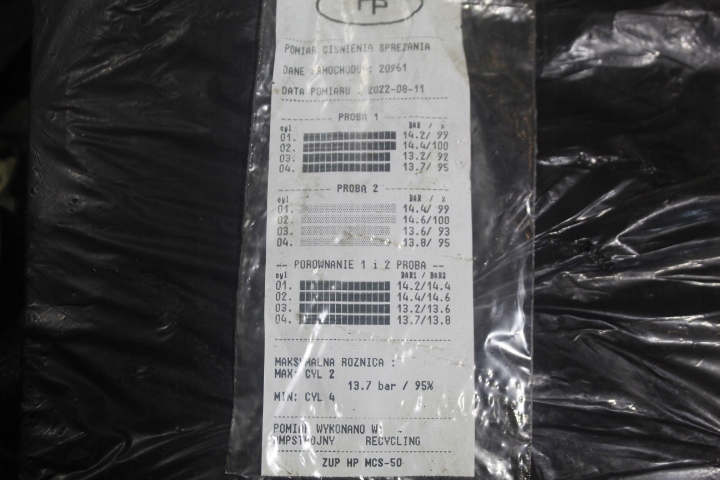 HP
POMIAR CISNIENIA SPREZANIA
DANE SAMOCHODU : 20961
DATA POMIARU : 2022-08-11
PROBA 1
cyl BAR / %
01. 14.2/ 99
02. 14.4/100
03. 13.2/ 92
04. 13.7/ 95
PROBA 2
cyl BAR / %
01. 14.4/ 99
02. 14.6/100
03. 13.6/ 93
04. 13.8/ 95
-- POROWNANIE 1 i 2 PROBA --
cyl BAR1 / BAR2
01. 14.2/14.4
02. 14.4/14.6
03. 13.2/13.6
04. 13.7/13.8
MAKSYMALNA ROZNICA :
MAX: CYL 2
13.7 bar / 95%
MIN: CYL 4
POMIAR WYKONANO W: -
RECYCLING
ZUP HP MCS-50